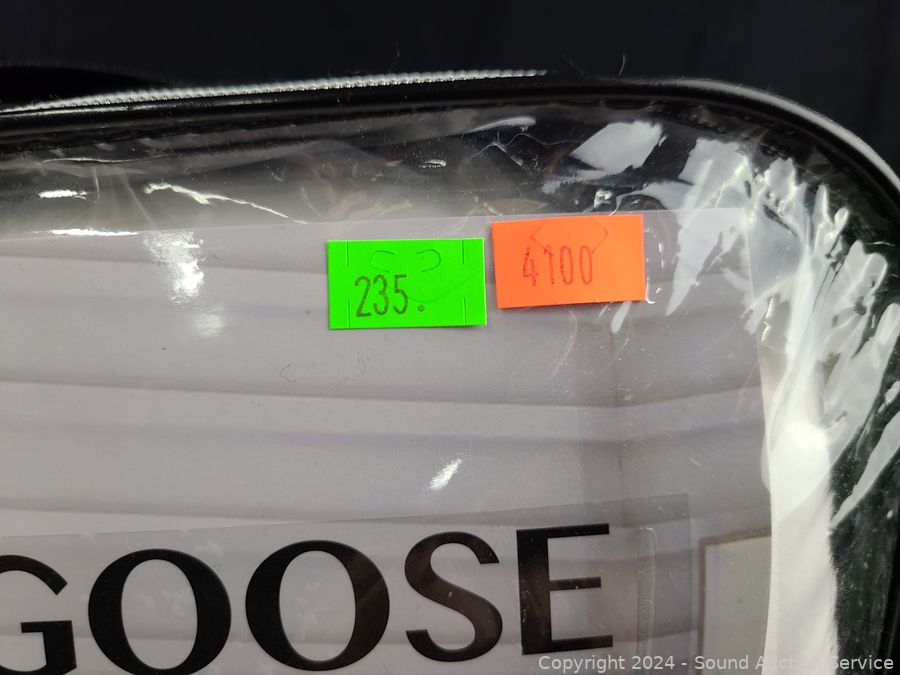 235.
4100
GOOSE
Copyright 2024 - Sound Auction Service